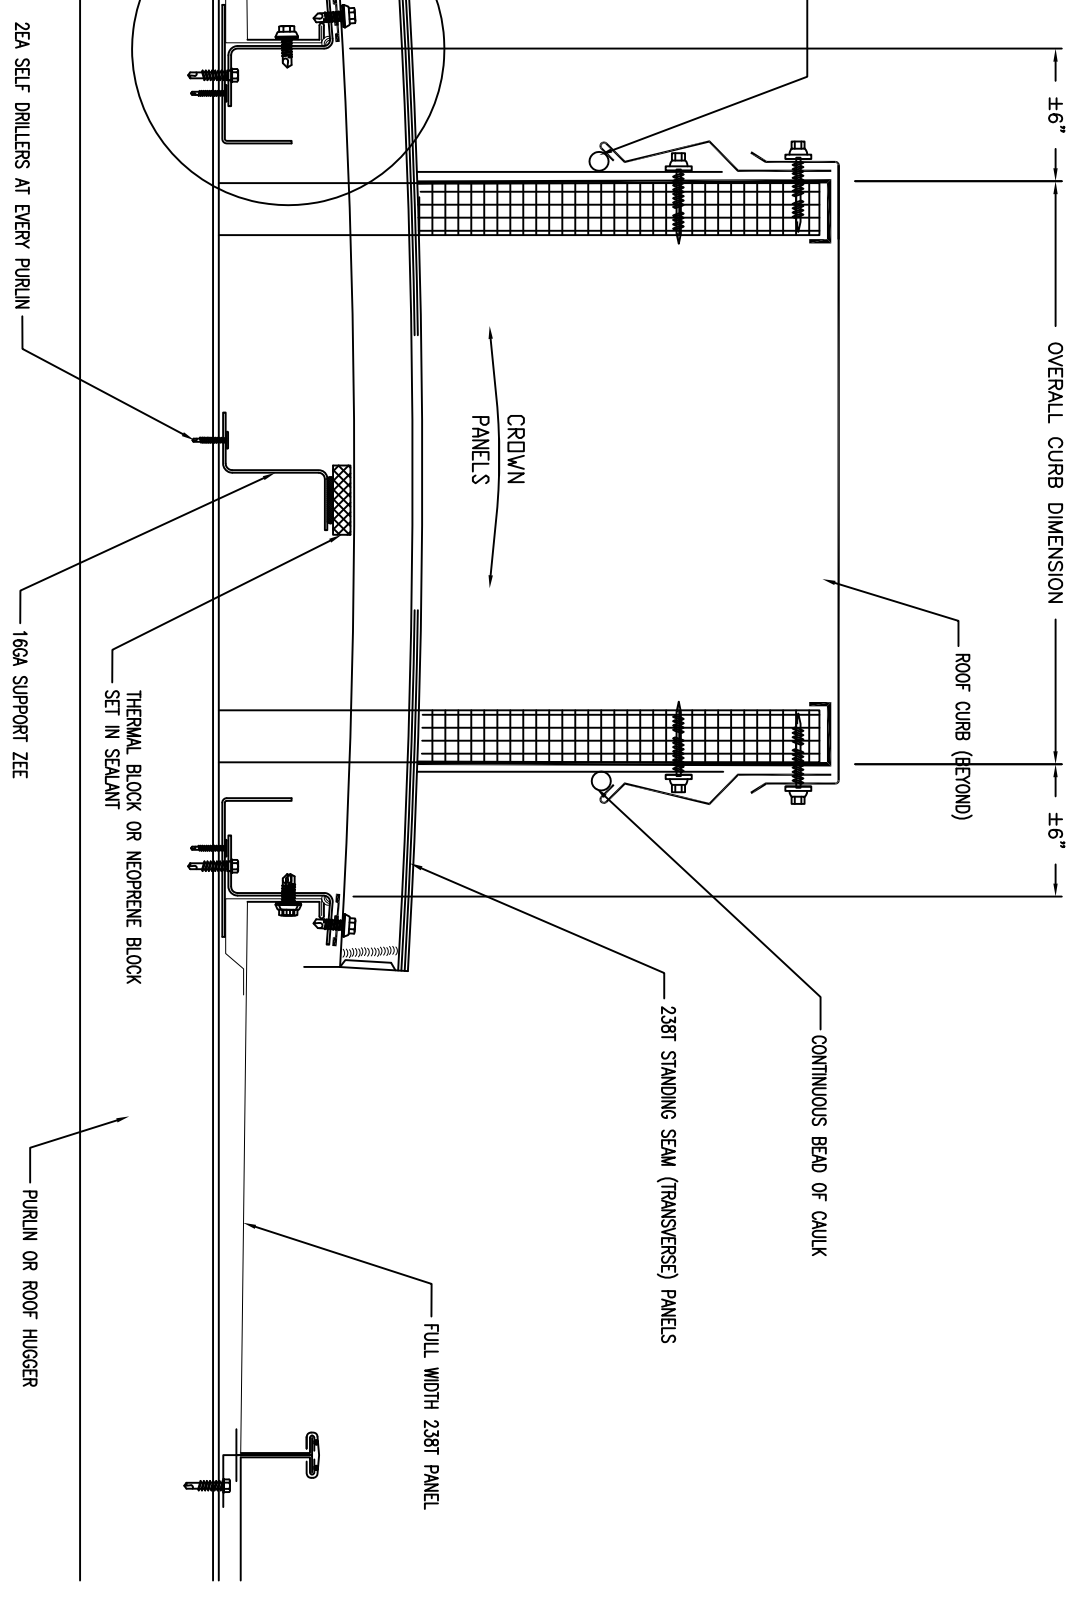 ±6"
OVERALL CURB DIMENSION
±6"
ROOF CURB (BEYOND)
CONTINUOUS BEAD OF CAULK
238T STANDING SEAM (TRANSVERSE) PANELS
CROWN
PANELS
FULL WIDTH 238T PANEL
THERMAL BLOCK OR NEOPRENE BLOCK
SET IN SEALANT
2EA SELF DRILLERS AT EVERY PURLIN
16GA SUPPORT ZEE
PURLIN OR ROOF HUGGER